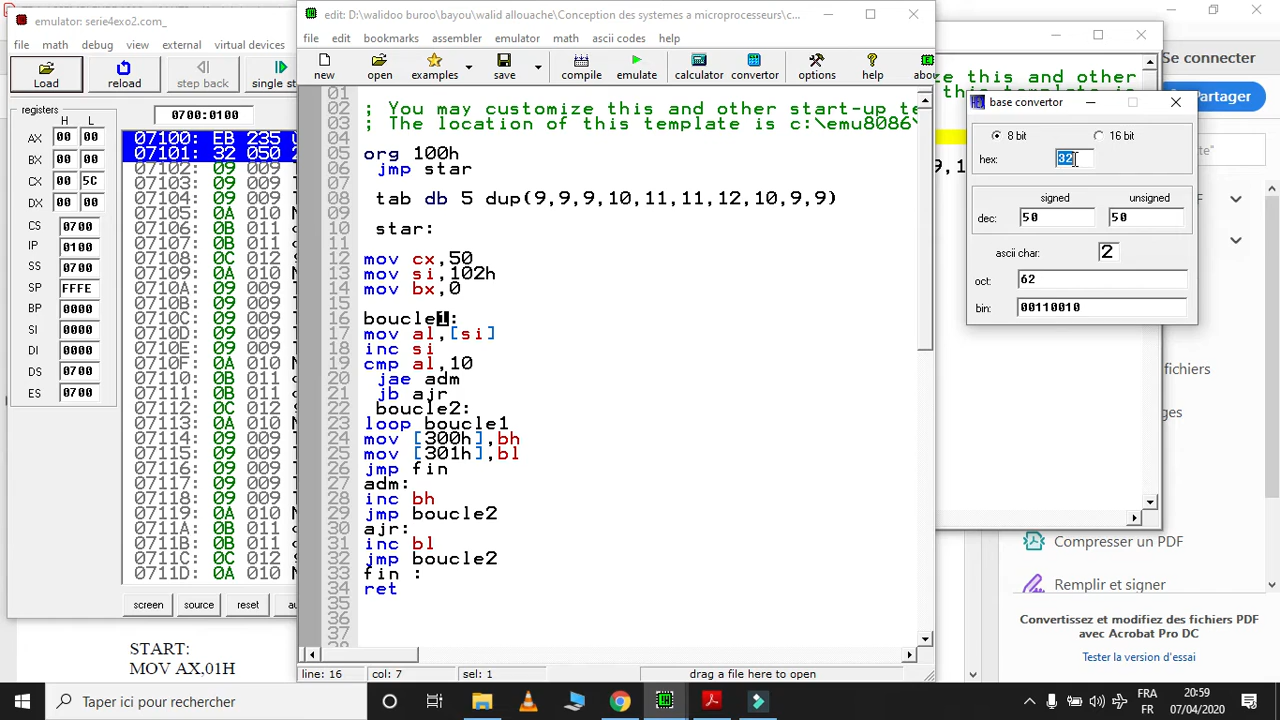 emulator: serie4exo2.com_
file math debug view external virtual devices
Load reload step back single st
registers
H L
0700:0100
AX 00 00
BX 00 00
CX 00 5C
DX 00 00
CS 0700
IP 0100
SS 0700
SP FFFE
BP 0000
SI 0000
DI 0000
DS 0700
ES 0700
07100: EB 235
07101: 32 050 2
07102: 09 009
07103: 09 009
07104: 09 009
07105: 0A 010
07106: 0B 011
07107: 0B 011
07108: 0C 012
07109: 0A 010
0710A: 09 009
0710B: 09 009
0710C: 09 009
0710D: 09 009
0710E: 09 009
0710F: 0A 010
07110: 0B 011
07111: 0B 011
07112: 0C 012
07113: 0A 010
07114: 09 009
07115: 09 009
07116: 09 009
07117: 09 009
07118: 09 009
07119: 0A 010
0711A: 0B 011
0711B: 0B 011
0711C: 0C 012
0711D: 0A 010
screen source reset au
START:
MOV AX,01H
edit: D:\walidoo buroo\bayou\walid allouache\Conception des systemes a microprocesseurs\c...
file edit bookmarks assembler emulator math ascii codes help
new open examples save compile emulate calculator convertor options help abou
01
02 ; You may customize this and other start-up te
03 ; The location of this template is c:\emu8086\
04
05 org 100h
06 jmp star
07
08 tab db 5 dup(9,9,9,10,11,11,12,10,9,9)
09
10 star:
11
12 mov cx,50
13 mov si,102h
14 mov bx,0
15
16 boucle1:
17 mov al,[si]
18 inc si
19 cmp al,10
20 jae adm
21 jb ajr
22 boucle2:
23 loop boucle1
24 mov [300h],bh
25 mov [301h],bl
26 jmp fin
27 adm:
28 inc bh
29 jmp boucle2
30 ajr:
31 inc bl
32 jmp boucle2
33 fin :
34 ret
35
36
37
line: 16 col: 7 sel: 1 drag a file here to open
ze this and other
9,1
base convertor
8 bit 16 bit
hex: 32
signed unsigned
dec: 50 50
ascii char: 2
oct: 62
bin: 00110010
Se connecter
Partager
Compresser un PDF
Remplir et signer
Convertissez et modifiez des fichiers PDF
avec Acrobat Pro DC
Tester la version d'essai
Taper ici pour rechercher
FRA
FR
20:59
07/04/2020